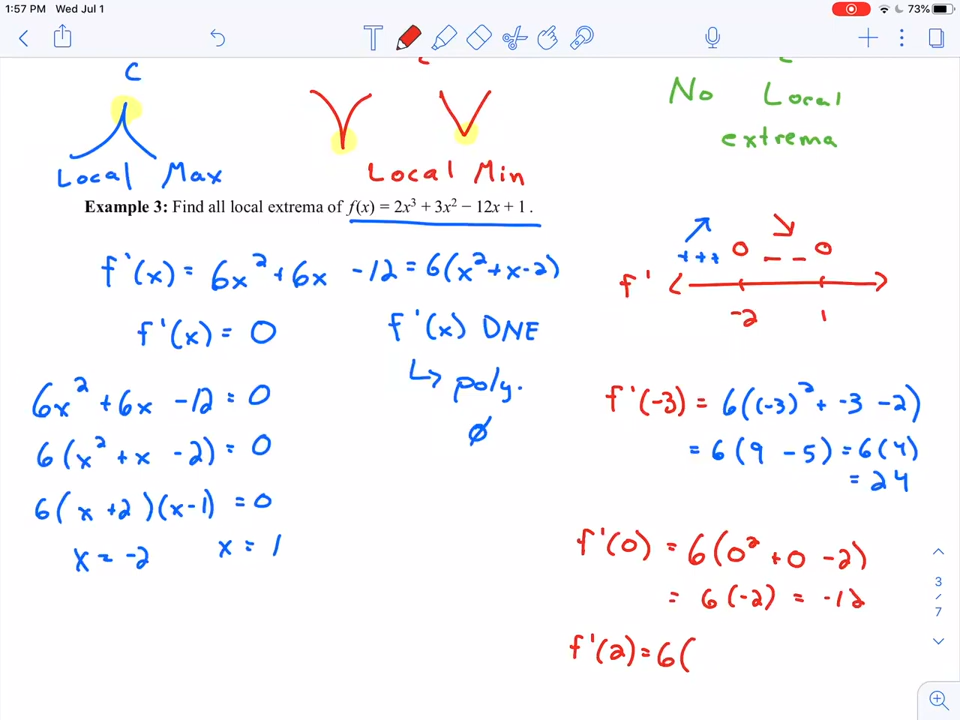 1:57 PM Wed Jul 1
73%
T
C
No Local
extrema
Local Max
Local Min
Example 3: Find all local extrema of f(x) = 2x³ + 3x² − 12x + 1 .
+++ 0 _ _ 0
f'
-2 1
f'(x) = 6x² + 6x - 12 = 6(x² + x - 2)
f'(x) = 0
f'(x) DNE
↳ poly.
∅
6x² + 6x - 12 = 0
6(x² + x - 2) = 0
6(x + 2)(x - 1) = 0
x = -2 x = 1
f'(-3) = 6((-3)² + -3 - 2)
= 6(9 - 5) = 6(4)
= 24
f'(0) = 6(0² + 0 - 2)
= 6(-2) = -12
f'(2) = 6(
3
/
7